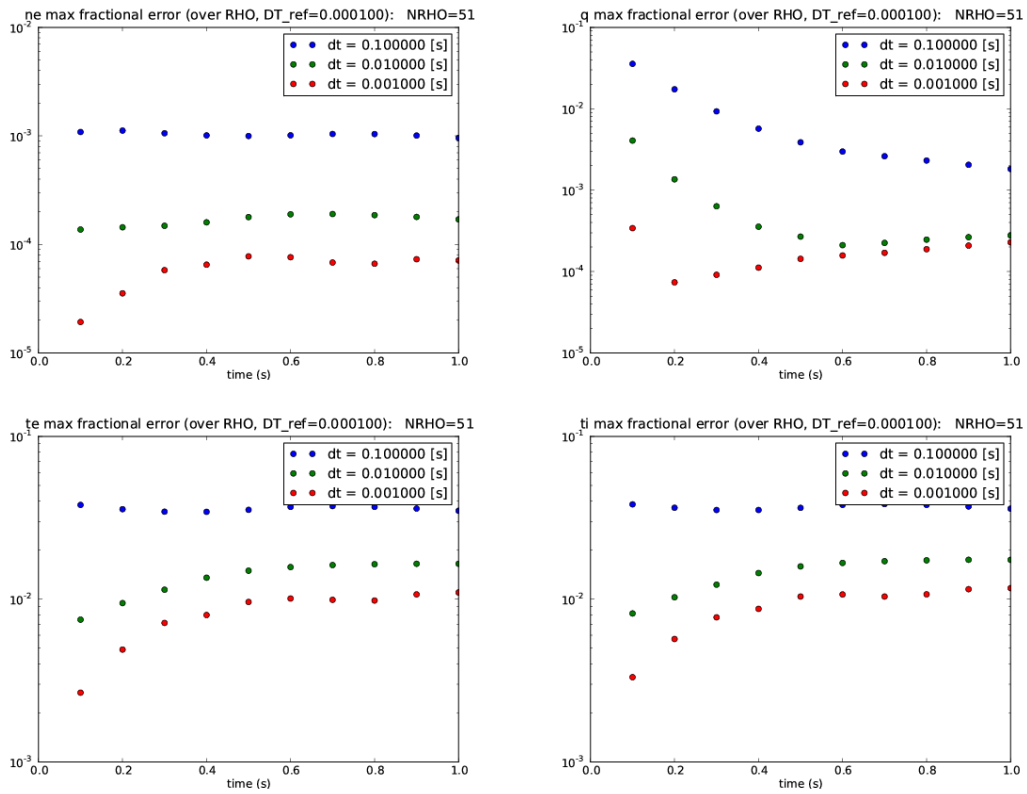 ne max fractional error (over RHO, DT_ref=0.000100):   NRHO=51
10^-2
10^-3
10^-4
10^-5
dt = 0.100000 [s]
dt = 0.010000 [s]
dt = 0.001000 [s]
0.0 0.2 0.4 0.6 0.8 1.0
time (s)
q max fractional error (over RHO, DT_ref=0.000100):   NRHO=51
10^-1
10^-2
10^-3
10^-4
10^-5
dt = 0.100000 [s]
dt = 0.010000 [s]
dt = 0.001000 [s]
0.0 0.2 0.4 0.6 0.8 1.0
time (s)
te max fractional error (over RHO, DT_ref=0.000100):   NRHO=51
10^-1
10^-2
10^-3
dt = 0.100000 [s]
dt = 0.010000 [s]
dt = 0.001000 [s]
0.0 0.2 0.4 0.6 0.8 1.0
time (s)
ti max fractional error (over RHO, DT_ref=0.000100):   NRHO=51
10^-1
10^-2
10^-3
dt = 0.100000 [s]
dt = 0.010000 [s]
dt = 0.001000 [s]
0.0 0.2 0.4 0.6 0.8 1.0
time (s)